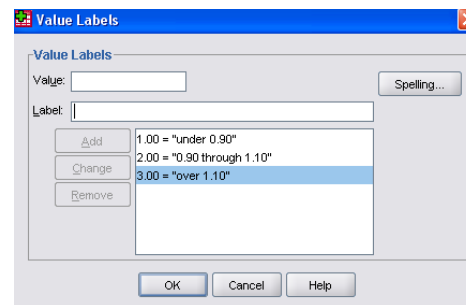 Value Labels
Value Labels
Value:
Spelling...
Label:
Add
1.00 = "under 0.90"
2.00 = "0.90 through 1.10"
Change
3.00 = "over 1.10"
Remove
OK Cancel Help